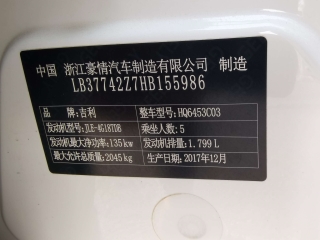 中国 浙江豪情汽车制造有限公司 制造
LB37742Z7HB155986
品 牌:吉利 整车型号:HQ6453C03
发动机型号:JLE-4G18TDB 乘坐人数:5
发动机最大净功率:135kw 发动机排量:1.799L
最大允许总质量:2045kg 生产日期:2017年12月